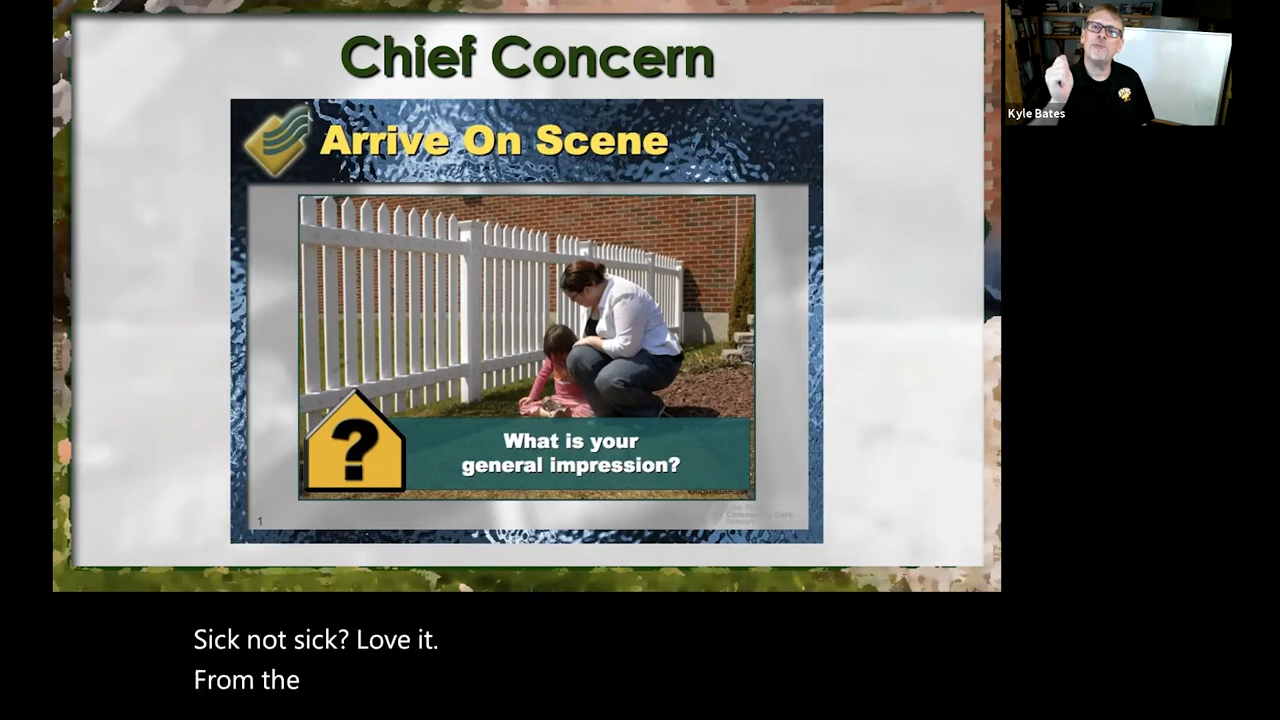 Chief Concern
Kyle Bates
Arrive On Scene
What is your
general impression?
1
Sick not sick? Love it.
From the